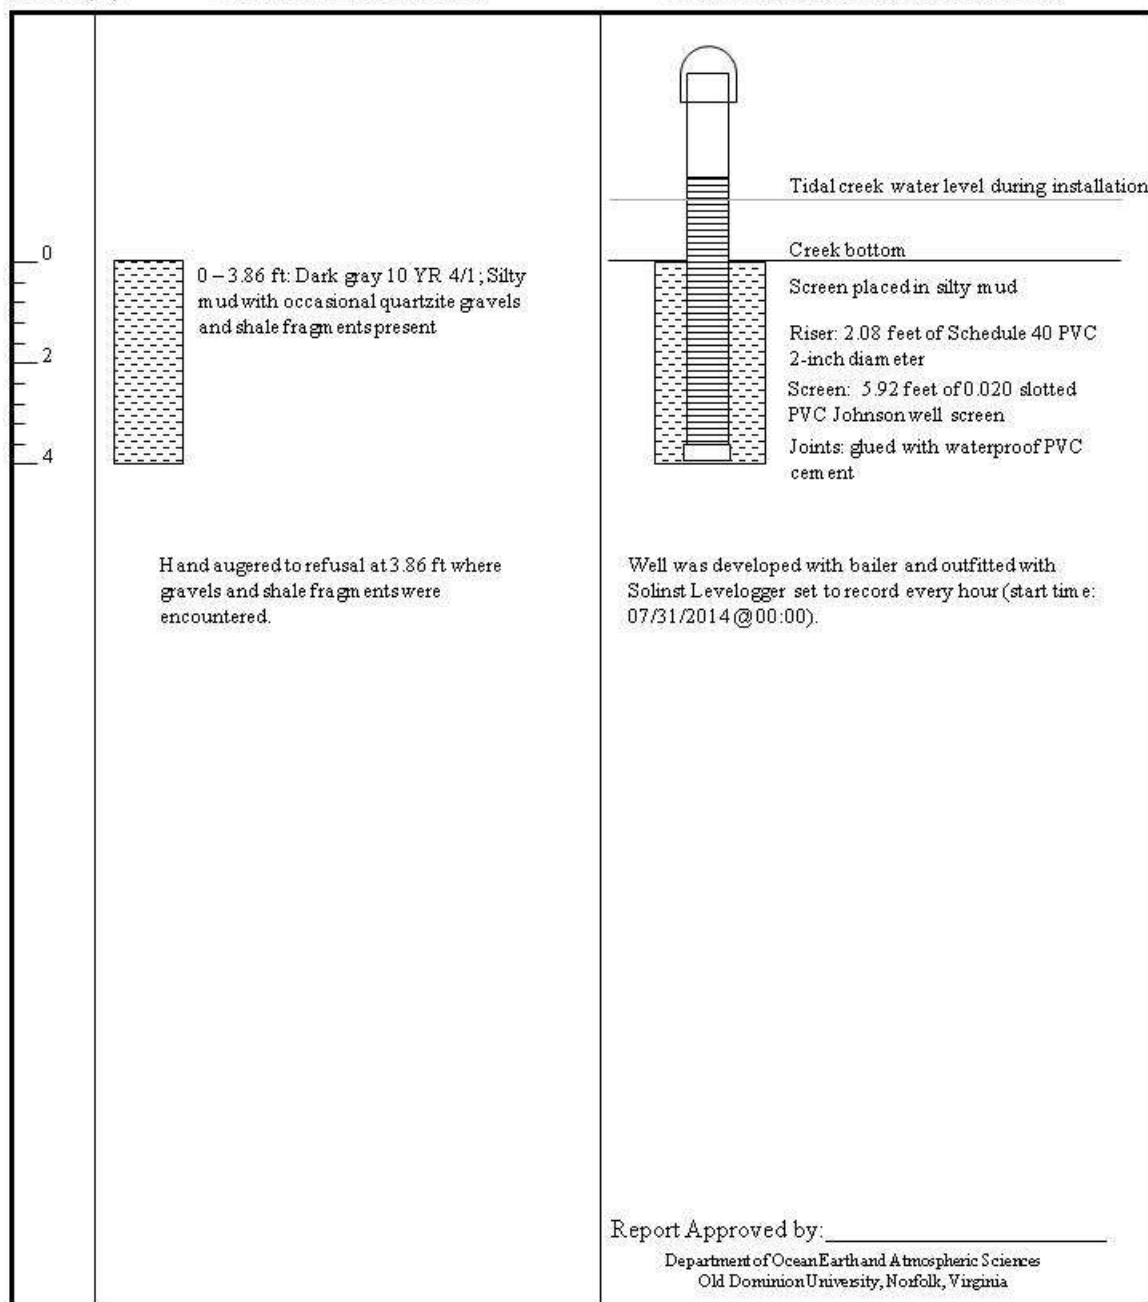 0
2
4
0 – 3.86 ft: Dark gray 10 YR 4/1; Silty
mud with occasional quartzite gravels
and shale fragments present
Hand augered to refusal at 3.86 ft where
gravels and shale fragments were
encountered.
Tidal creek water level during installation
Creek bottom
Screen placed in silty mud
Riser: 2.08 feet of Schedule 40 PVC
2-inch diameter
Screen: 5.92 feet of 0.020 slotted
PVC Johnson well screen
Joints: glued with waterproof PVC
cement
Well was developed with bailer and outfitted with
Solinst Levelogger set to record every hour (start time:
07/31/2014 @00:00).
Report Approved by:
Department of Ocean Earth and Atmospheric Sciences
Old Dominion University, Norfolk, Virginia